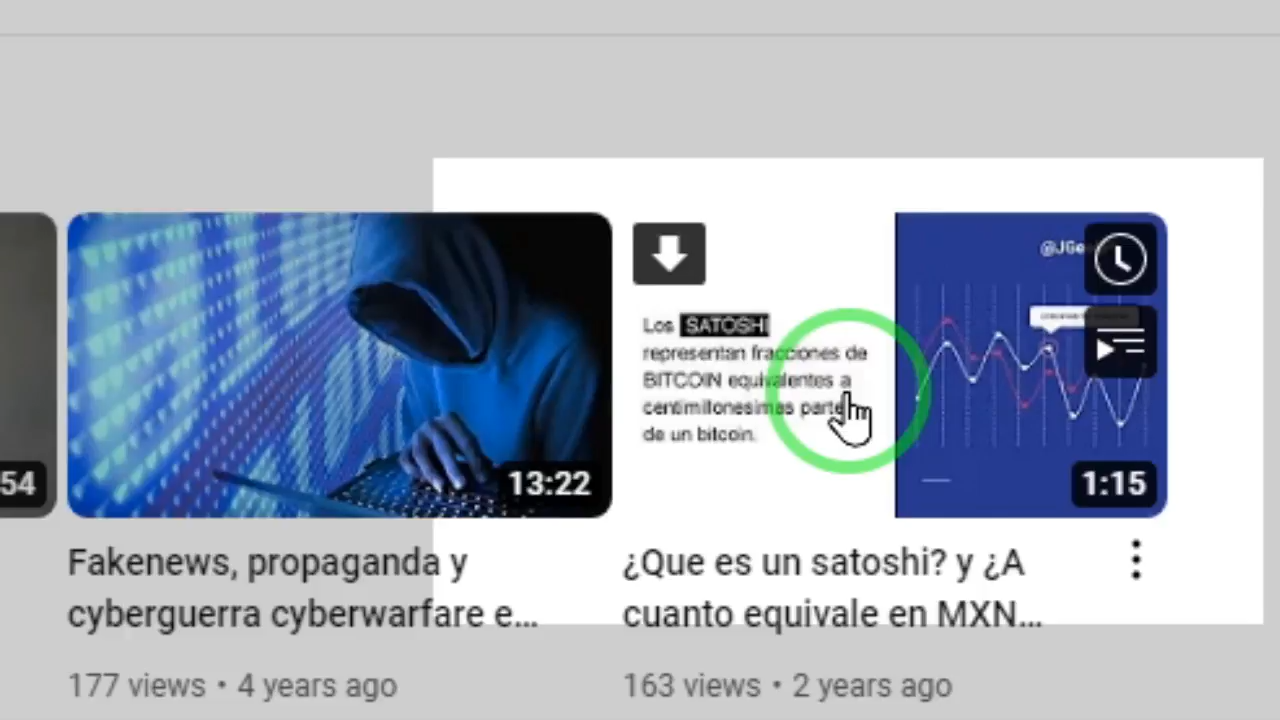 54
13:22
Fakenews, propaganda y
cyberguerra cyberwarfare e...
177 views • 4 years ago
Los SATOSHI
representan fracciones de
BITCOIN equivalentes a
centimillonesimas parte
de un bitcoin.
1:15
¿Que es un satoshi? y ¿A
cuanto equivale en MXN...
163 views • 2 years ago